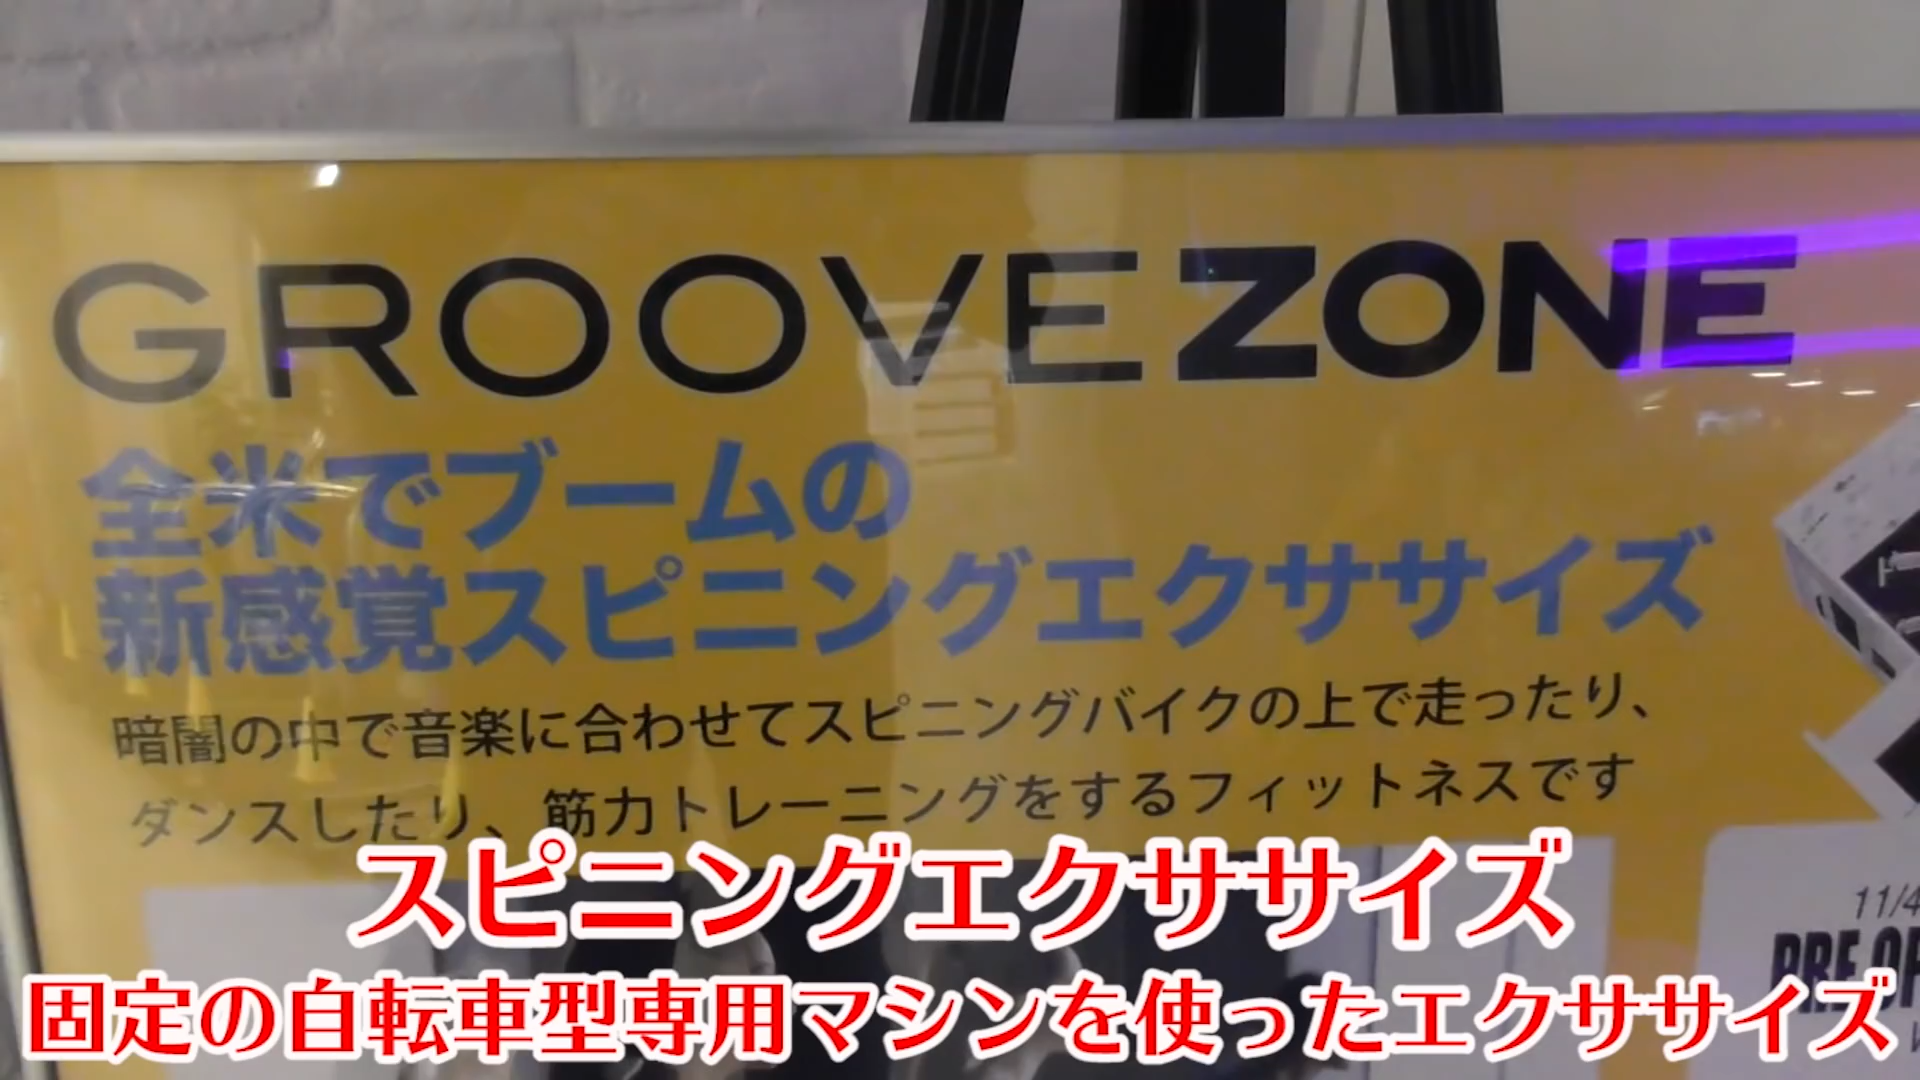 GROOVE ZONE
全米でブームの
新感覚スピニングエクササイズ
暗闇の中で音楽に合わせてスピニングバイクの上で走ったり、
ダンスしたり、筋力トレーニングをするフィットネスです
スピニングエクササイズ
11/4
PRE
固定の自転車型専用マシンを使ったエクササイズ